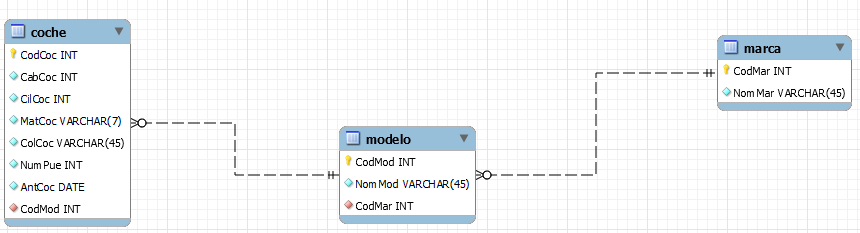 coche
CodCoc INT
CabCoc INT
CilCoc INT
MatCoc VARCHAR(7)
ColCoc VARCHAR(45)
NumPue INT
AntCoc DATE
CodMod INT
modelo
CodMod INT
NomMod VARCHAR(45)
CodMar INT
marca
CodMar INT
NomMar VARCHAR(45)